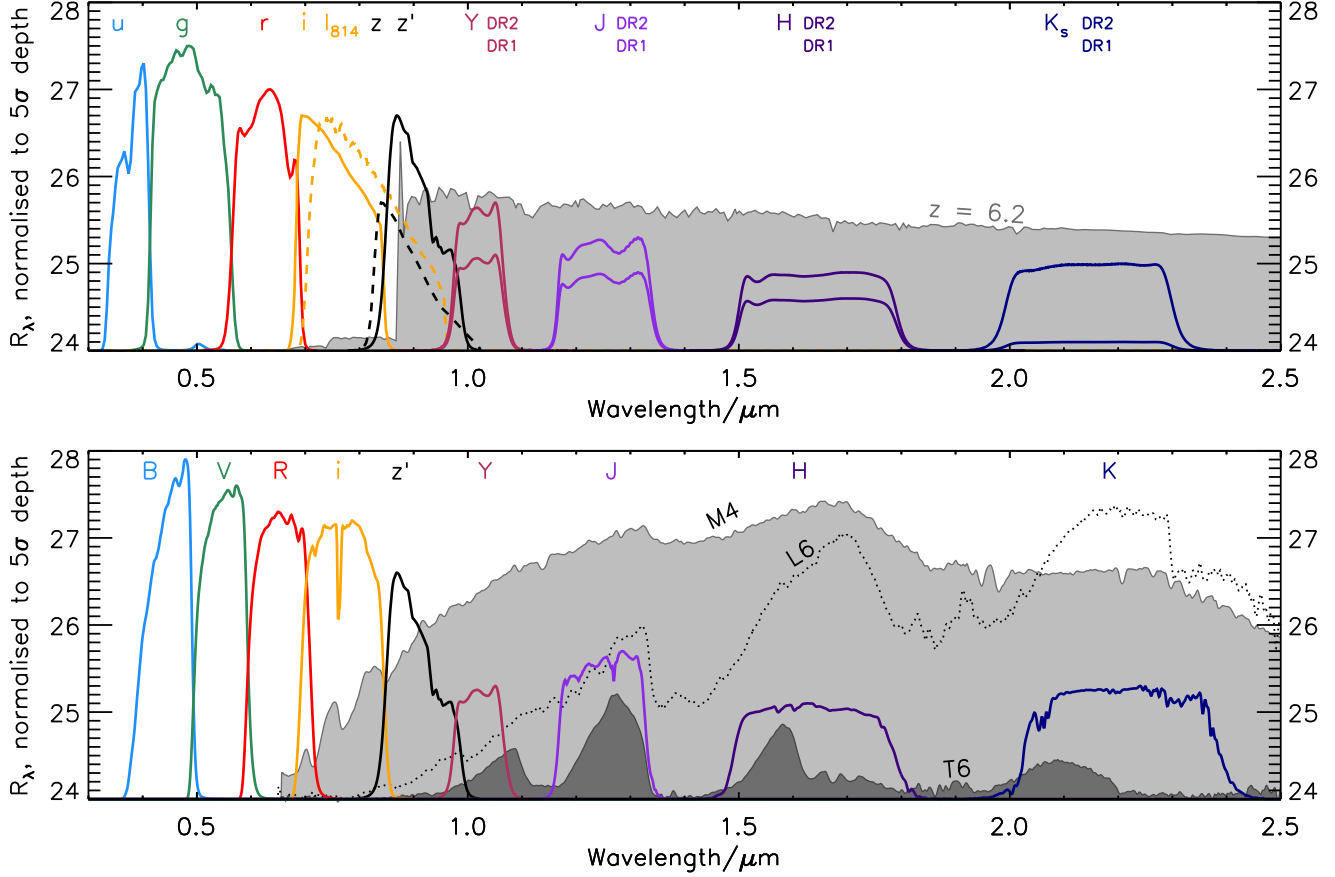 u g r i I814 z z' Y DR2 J DR2 H DR2 Ks DR2
DR1 DR1 DR1 DR1
28 28
27 27
26 26
z = 6.2
25 25
24 24
R λ, normalised to 5σ depth
0.5 1.0 1.5 2.0 2.5
Wavelength/μm
B V R i z' Y J H K
28 28
M4
27 27
L6
26 26
25 25
T6
24 24
R λ, normalised to 5σ depth
0.5 1.0 1.5 2.0 2.5
Wavelength/μm